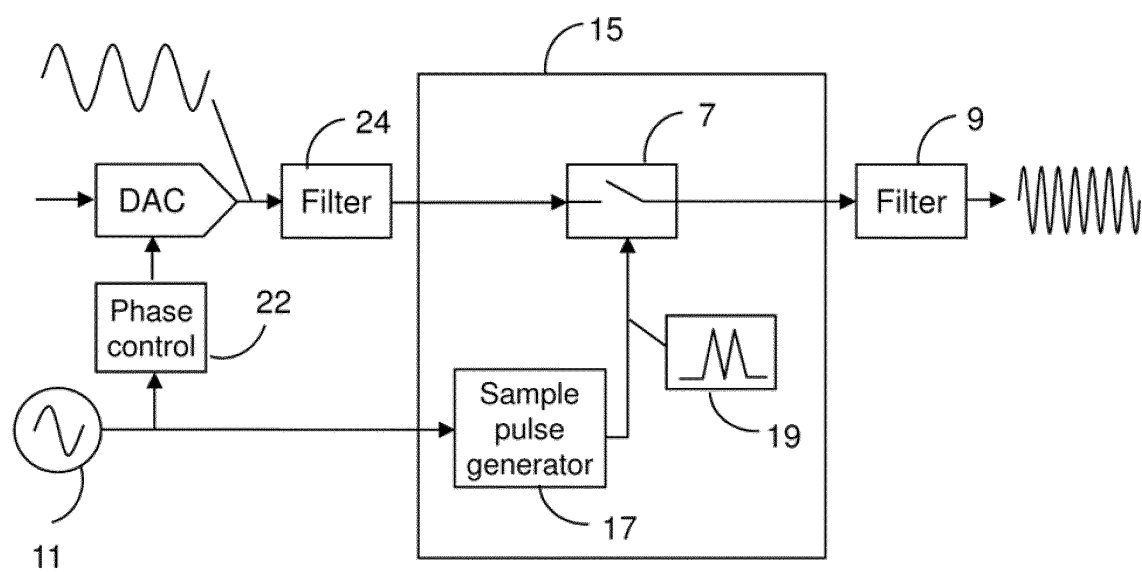 15
24
7
9
DAC
Filter
Filter
Phase
control
22
Sample
pulse
generator
19
17
11